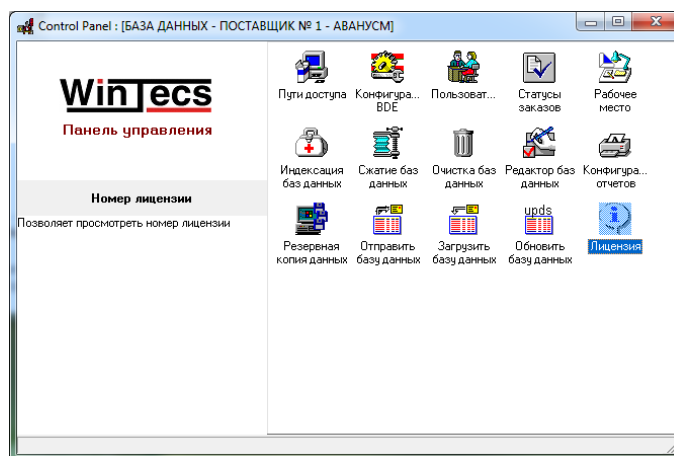 Control Panel : [БАЗА ДАННЫХ - ПОСТАВЩИК № 1 - АВАНУСМ]
WinTecs
Панель управления
Номер лицензии
Позволяет просмотреть номер лицензии
Пути доступа
Конфигура...
BDE
Пользоват...
Статусы
заказов
Рабочее
место
Индексация
баз данных
Сжатие баз
данных
Очистка баз
данных
Редактор баз
данных
Конфигура...
отчетов
Резервная
копия данных
Отправить
базу данных
Загрузить
базу данных
upds
Обновить
базу данных
Лицензия